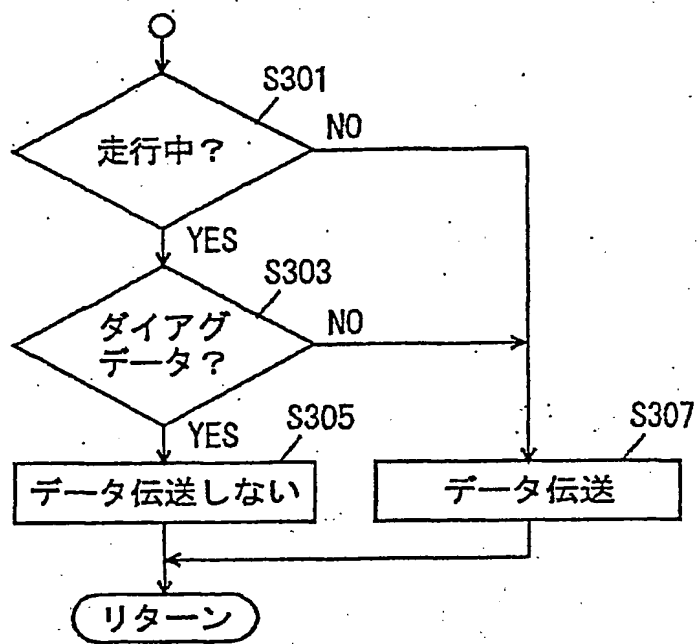 S301
走行中?
NO
YES
S303
ダイアグ
データ?
NO
YES
S305
S307
データ伝送しない
データ伝送
リターン